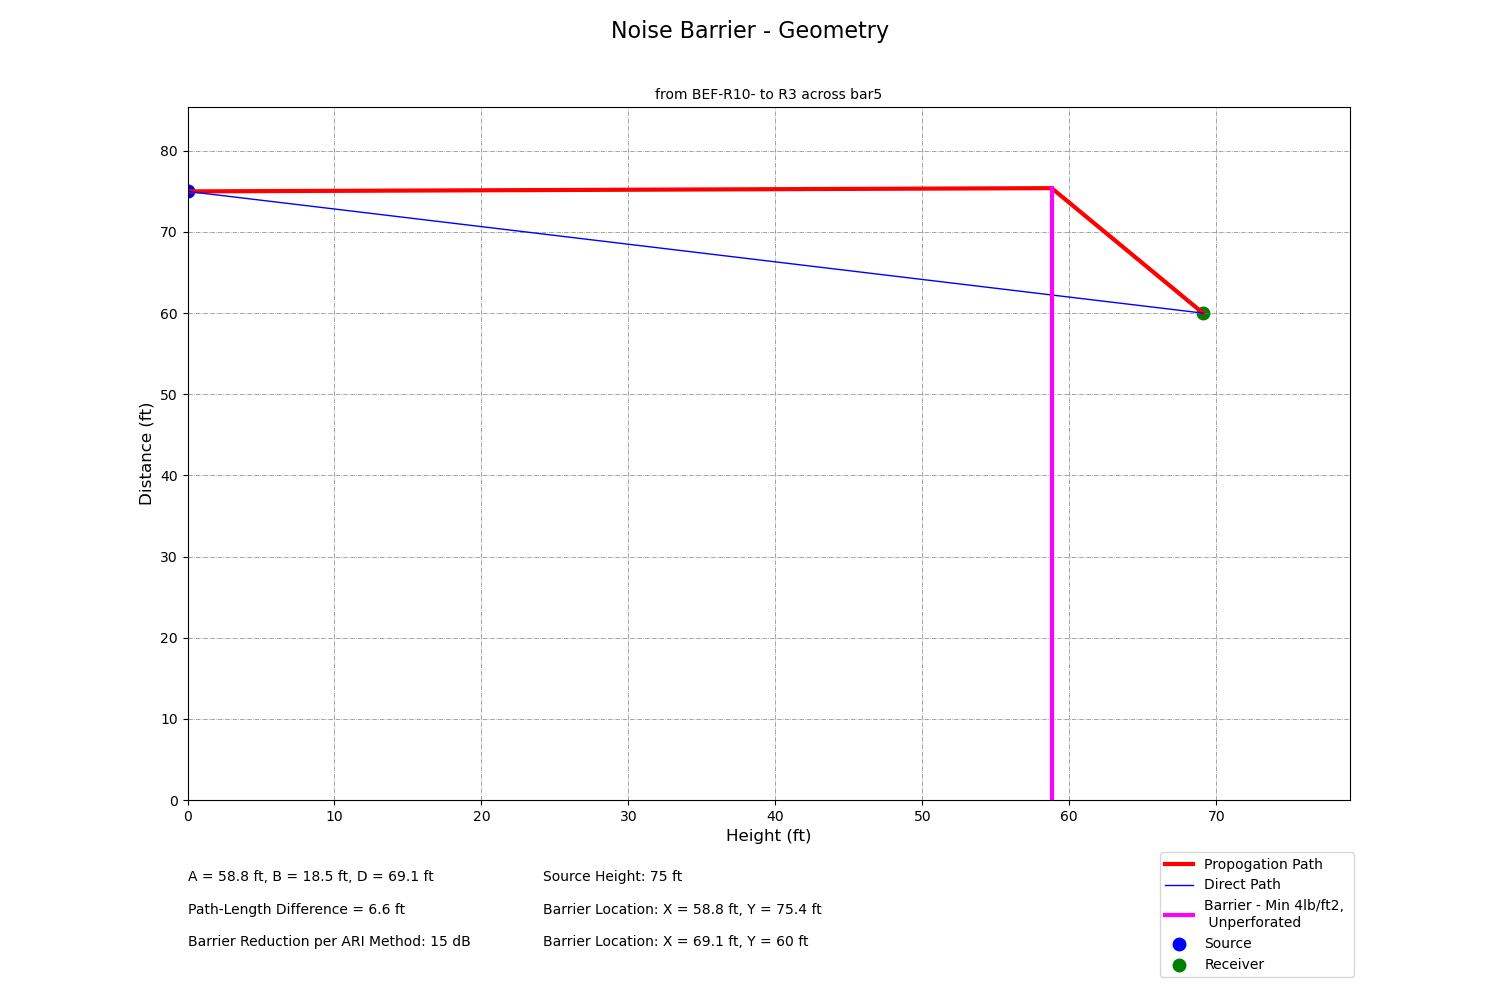 Noise Barrier - Geometry
from BEF-R10- to R3 across bar5
80
70
60
50
40
30
20
10
0
Distance (ft)
0 10 20 30 40 50 60 70
Height (ft)
A = 58.8 ft, B = 18.5 ft, D = 69.1 ft
Path-Length Difference = 6.6 ft
Barrier Reduction per ARI Method: 15 dB
Source Height: 75 ft
Barrier Location: X = 58.8 ft, Y = 75.4 ft
Barrier Location: X = 69.1 ft, Y = 60 ft
Propogation Path
Direct Path
Barrier - Min 4lb/ft2,
Unperforated
Source
Receiver